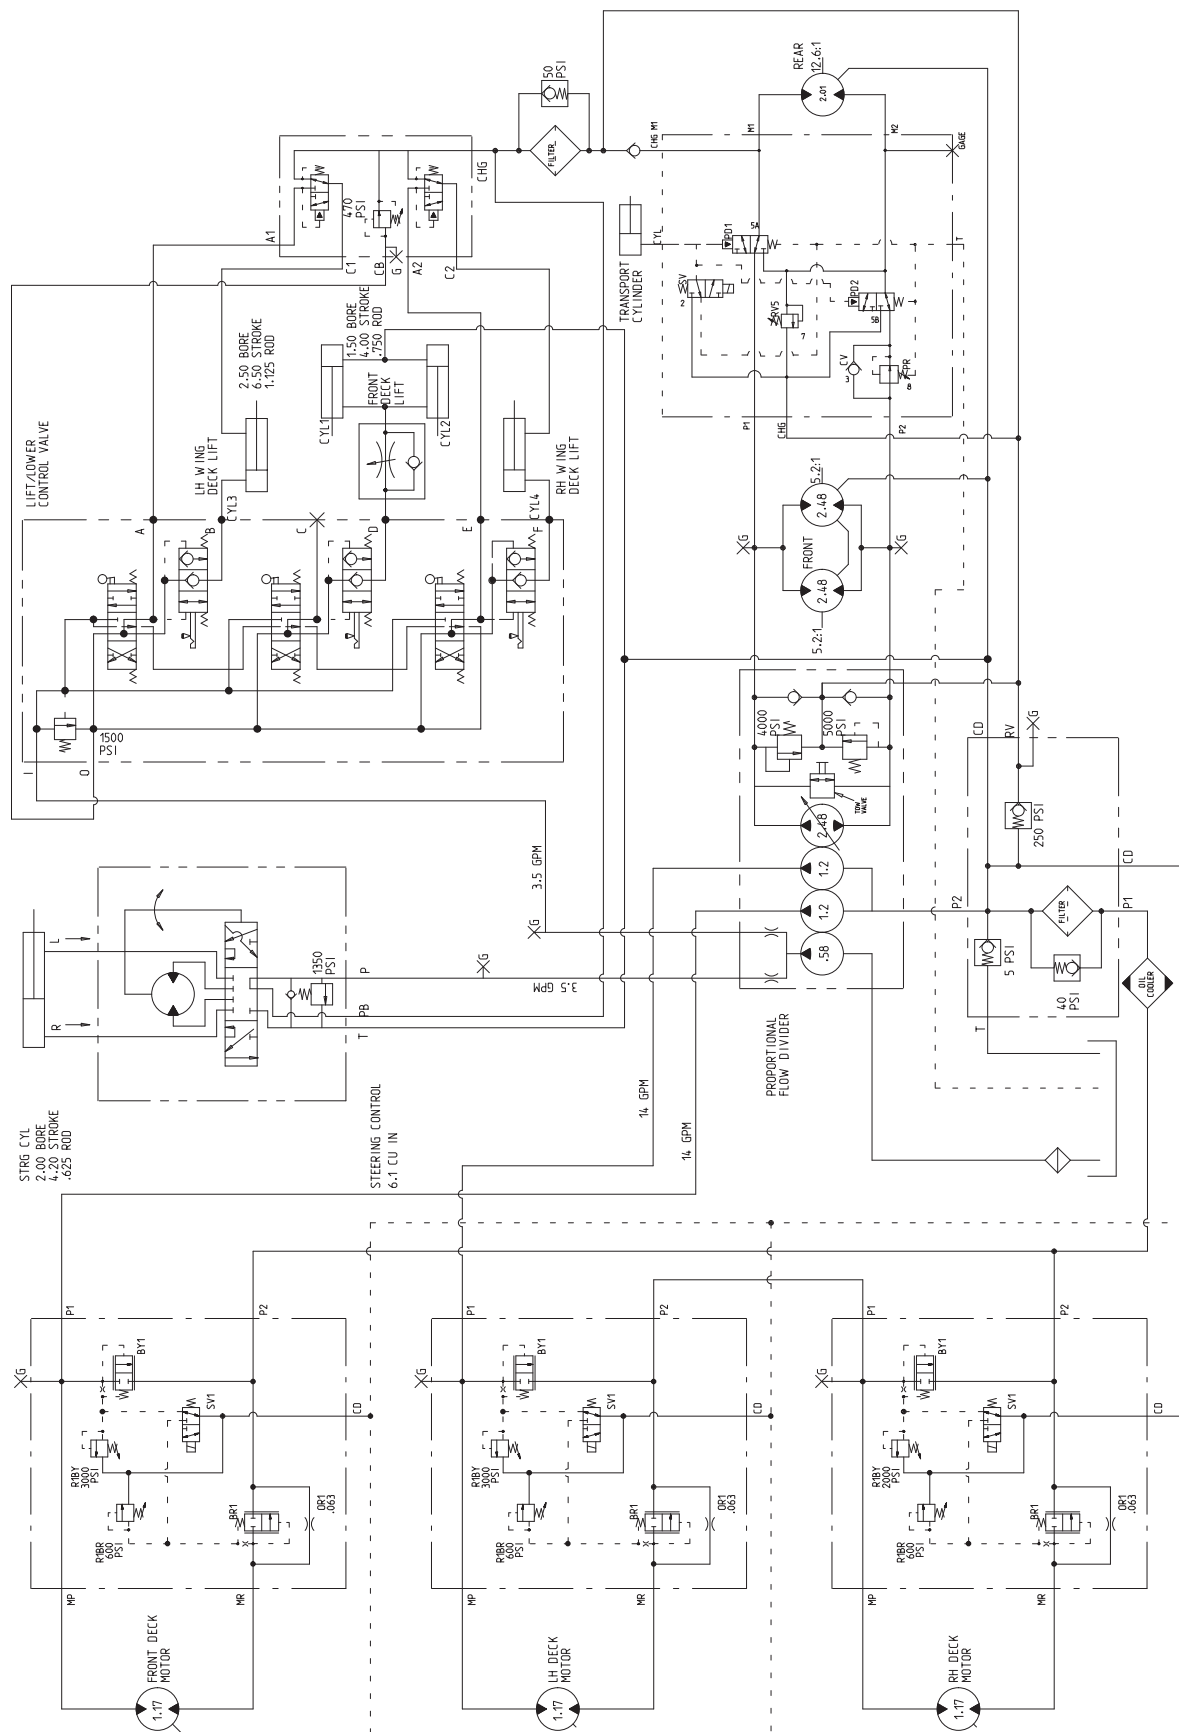 STRG CYL
2.00 BORE
4.20 STROKE
.625 ROD
R
L
STEERING CONTROL
6.1 CU IN
1350
PSI
T
PB
P
3.5 GPM
3.5 GPM
G
G
14 GPM
14 GPM
LIFT/LOWER
CONTROL VALVE
I
O
1500
PSI
A
B
C
D
E
F
LH WING
DECK LIFT
CYL3
2.50 BORE
6.50 STROKE
1.125 ROD
CYL1
1.50 BORE
4.00 STROKE
.750 ROD
FRONT
DECK
LIFT
CYL2
RH WING
DECK LIFT
CYL4
A1
C1
CB
G
A2
C2
470
PSI
CHG
FILTER
50
PSI
CHG M1
REAR
12.6:1
2.01
M1
M2
GAGE
TRANSPORT
CYLINDER
CYL
PD1
5A
SV
2
RV5
7
PD2
5B
CV
3
PR
8
T
P1
CHG
P2
G
G
FRONT
2.48
2.48
5.2:1
5.2:1
4000
PSI
5000
PSI
TOW
VALVE
2.48
1.2
1.2
.58
PROPORTIONAL
FLOW DIVIDER
CD
RV
G
250 PSI
CD
P2
5 PSI
FILTER
P1
40
PSI
OIL
COOLER
T
FRONT DECK
MOTOR
1.17
MP
MR
R1BR
600
PSI
R1BY
3000
PSI
BR1
OR1
.063
SV1
BY1
G
P1
P2
CD
LH DECK
MOTOR
1.17
MP
MR
R1BR
600
PSI
R1BY
3000
PSI
BR1
OR1
.063
SV1
BY1
G
P1
P2
CD
RH DECK
MOTOR
1.17
MP
MR
R1BR
600
PSI
R1BY
2000
PSI
BR1
OR1
.063
SV1
BY1
G
P1
P2
CD